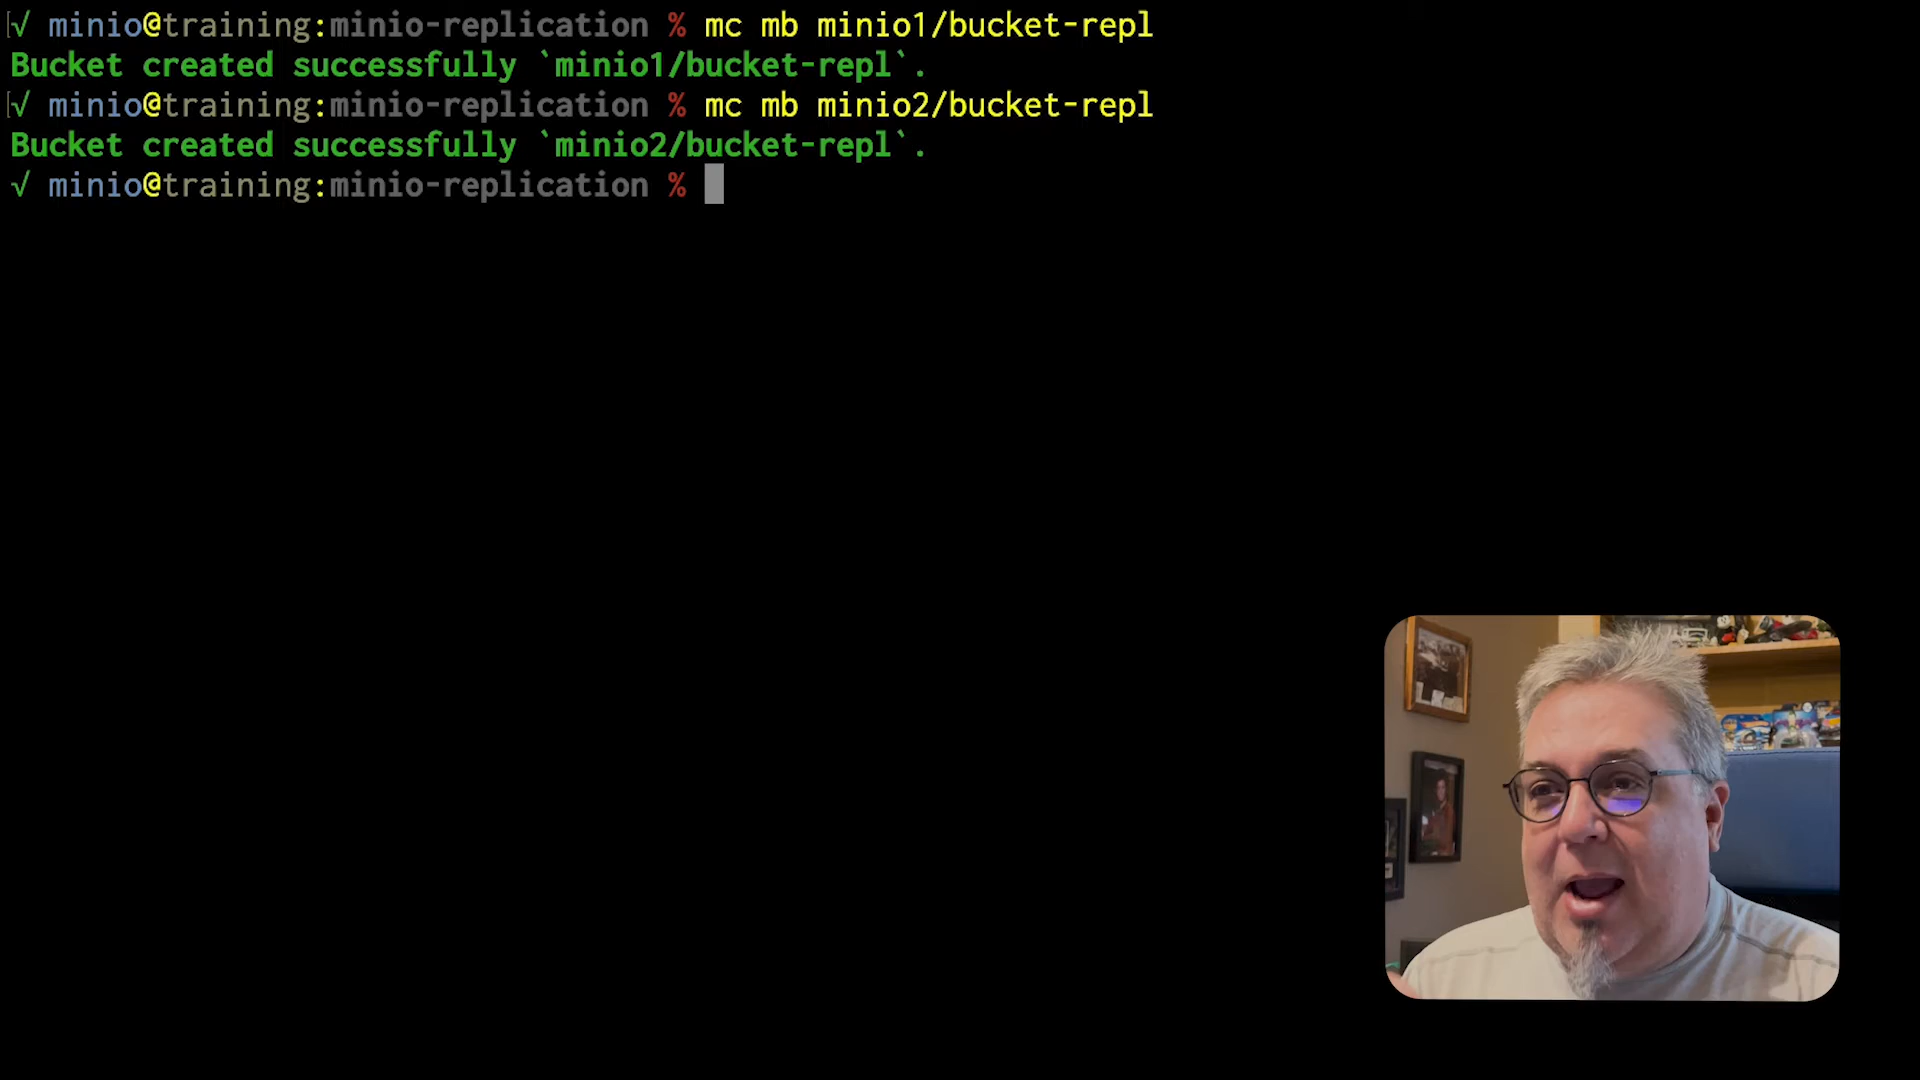 √ minio@training:minio-replication % mc mb minio1/bucket-repl
Bucket created successfully `minio1/bucket-repl`.
√ minio@training:minio-replication % mc mb minio2/bucket-repl
Bucket created successfully `minio2/bucket-repl`.
√ minio@training:minio-replication %